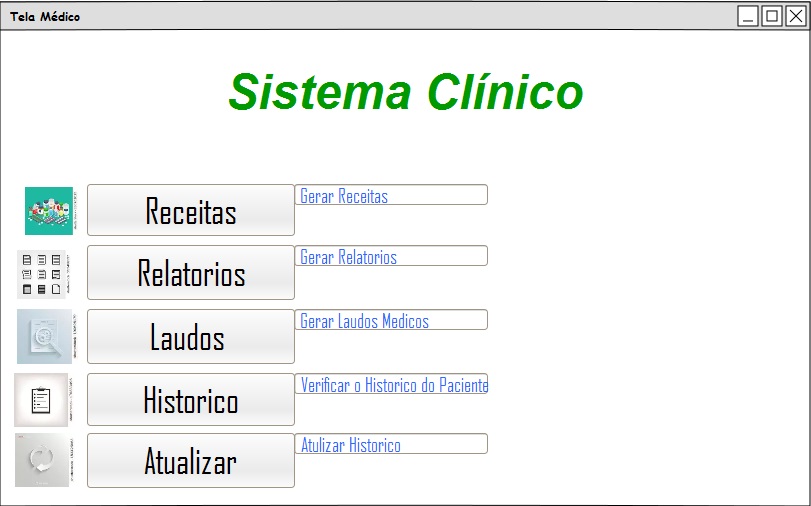 Tela Médico
Sistema Clínico
Receitas
Gerar Receitas
Relatorios
Gerar Relatorios
Laudos
Gerar Laudos Medicos
Historico
Verificar o Historico do Paciente
Atualizar
Atulizar Historico